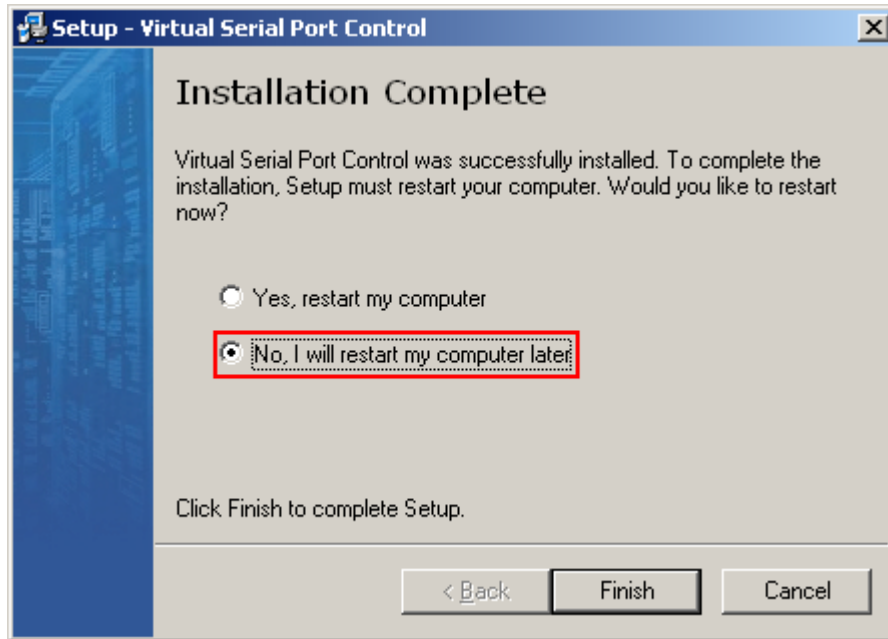 Setup - Virtual Serial Port Control
Installation Complete
Virtual Serial Port Control was successfully installed. To complete the
installation, Setup must restart your computer. Would you like to restart
now?
Yes, restart my computer
No, I will restart my computer later
Click Finish to complete Setup.
< Back
Finish
Cancel